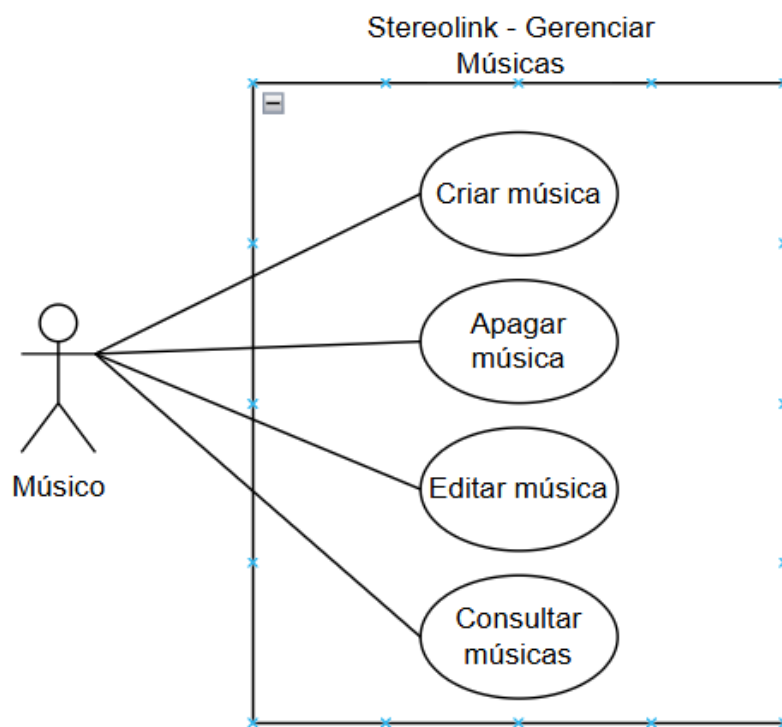 Stereolink - Gerenciar
Músicas
Criar música
Apagar
música
Músico
Editar música
Consultar
músicas